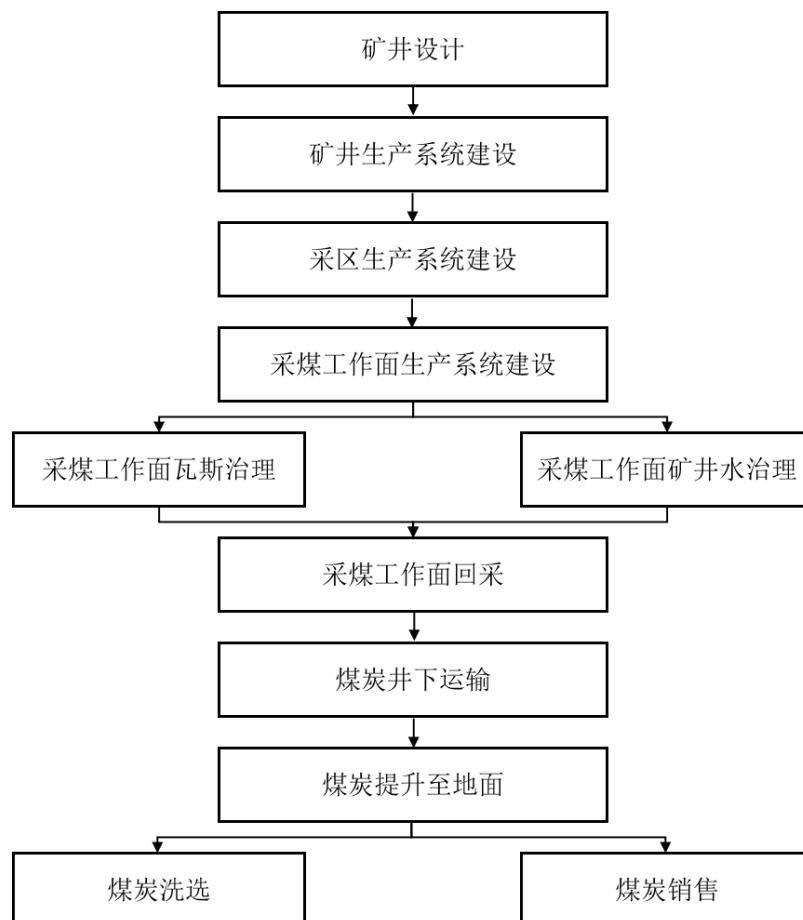 矿井设计
矿井生产系统建设
采区生产系统建设
采煤工作面生产系统建设
采煤工作面瓦斯治理
采煤工作面矿井水治理
采煤工作面回采
煤炭井下运输
煤炭提升至地面
煤炭洗选
煤炭销售